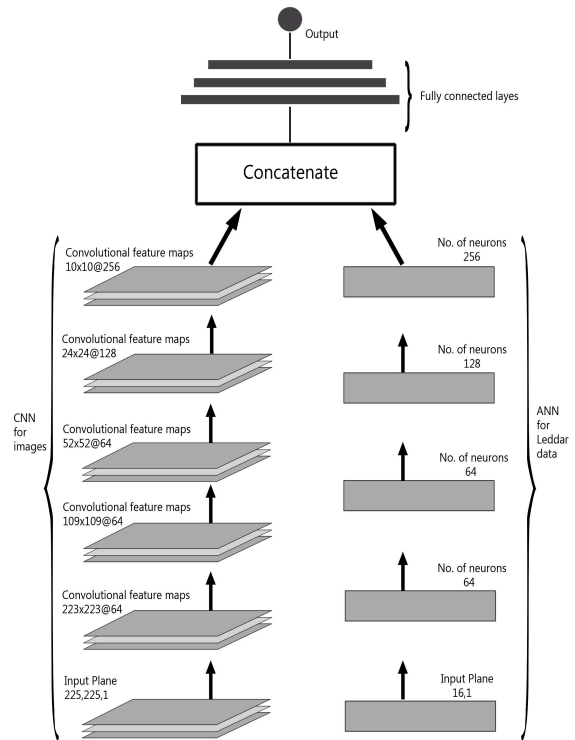 Output
Fully connected layes
Concatenate
Convolutional feature maps
10x10@256
Convolutional feature maps
24x24@128
Convolutional feature maps
52x52@64
Convolutional feature maps
109x109@64
Convolutional feature maps
223x223@64
Input Plane
225,225,1
CNN
for
images
No. of neurons
256
No. of neurons
128
No. of neurons
64
No. of neurons
64
Input Plane
16,1
ANN
for
Leddar
data